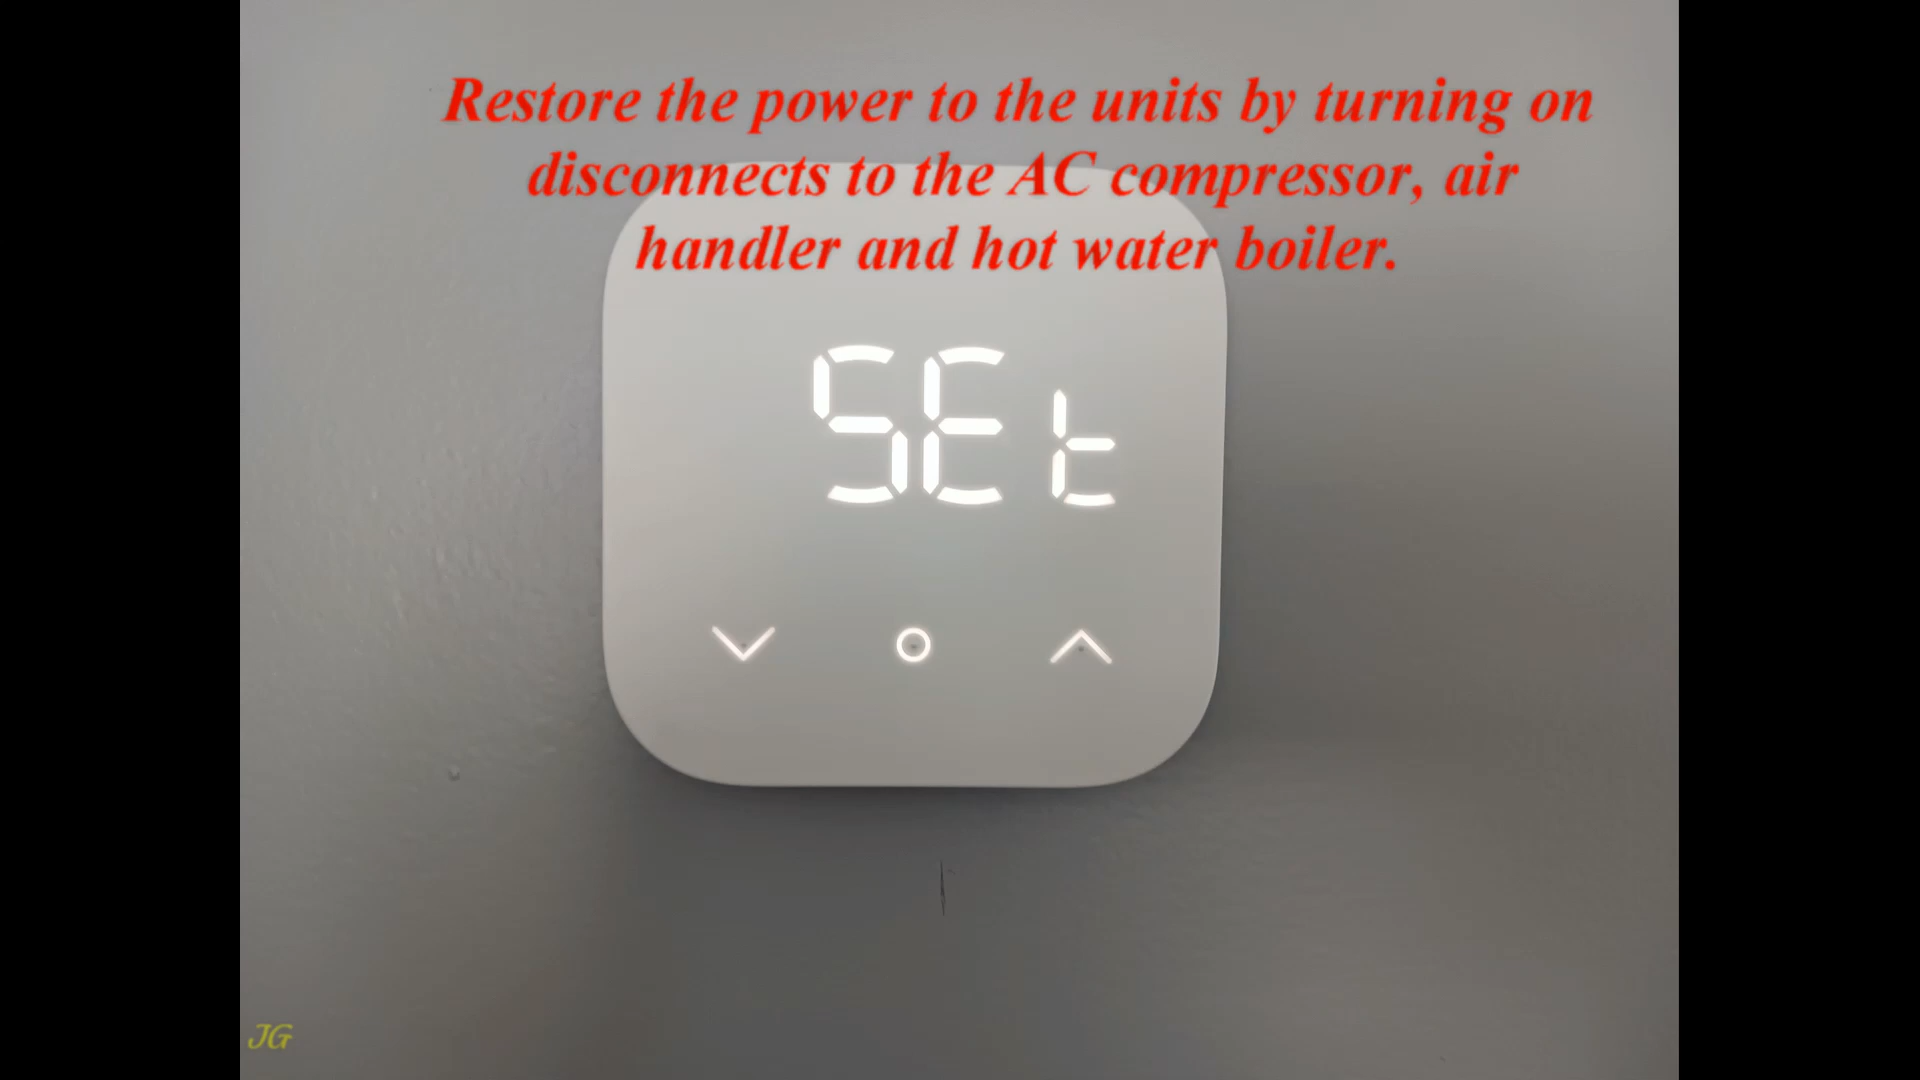 Restore the power to the units by turning on
disconnects to the AC compressor, air
handler and hot water boiler.
SEt
JG